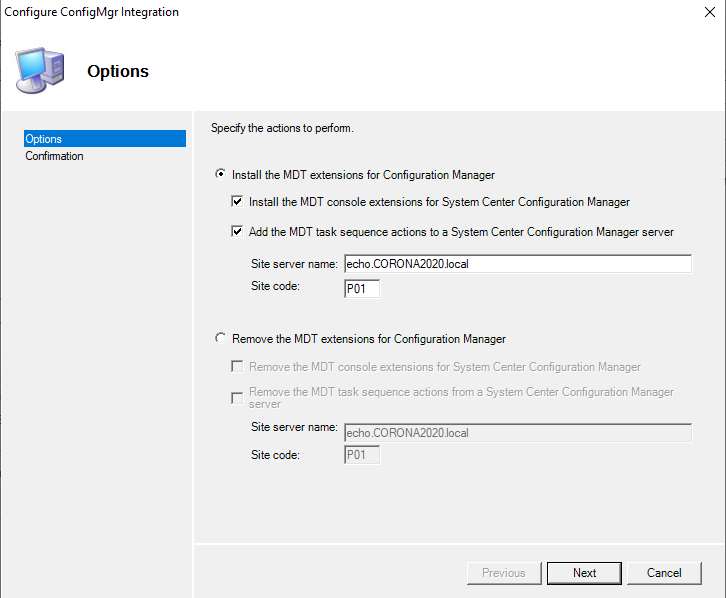 Configure ConfigMgr Integration
Options
Options
Confirmation
Specify the actions to perform.
Install the MDT extensions for Configuration Manager
Install the MDT console extensions for System Center Configuration Manager
Add the MDT task sequence actions to a System Center Configuration Manager server
Site server name: echo.CORONA2020.local
Site code: P01
Remove the MDT extensions for Configuration Manager
Remove the MDT console extensions for System Center Configuration Manager
Remove the MDT task sequence actions from a System Center Configuration Manager
server
Site server name: echo.CORONA2020.local
Site code: P01
Previous Next Cancel